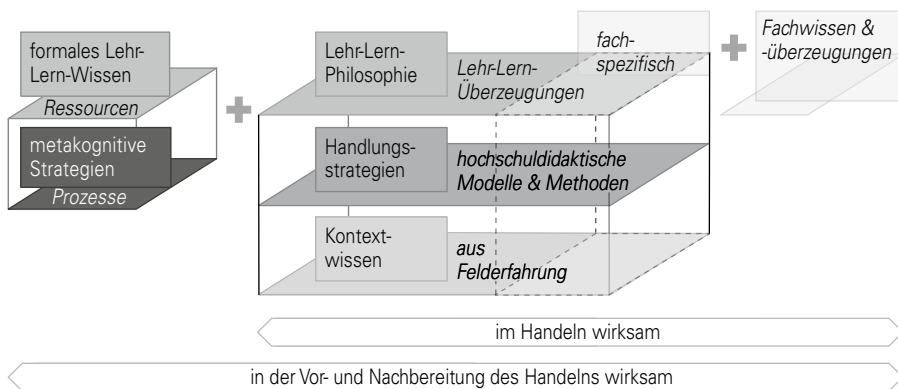 formales Lehr-
Lern-Wissen
Ressourcen
metakognitive
Strategien
Prozesse
+
Lehr-Lern-
Philosophie
Lehr-Lern-
Überzeugungen
fach-
spezifisch
Handlungs-
strategien
hochschuldidaktische
Modelle & Methoden
Kontext-
wissen
aus
Felderfahrung
+
Fachwissen &
-überzeugungen
im Handeln wirksam
in der Vor- und Nachbereitung des Handelns wirksam